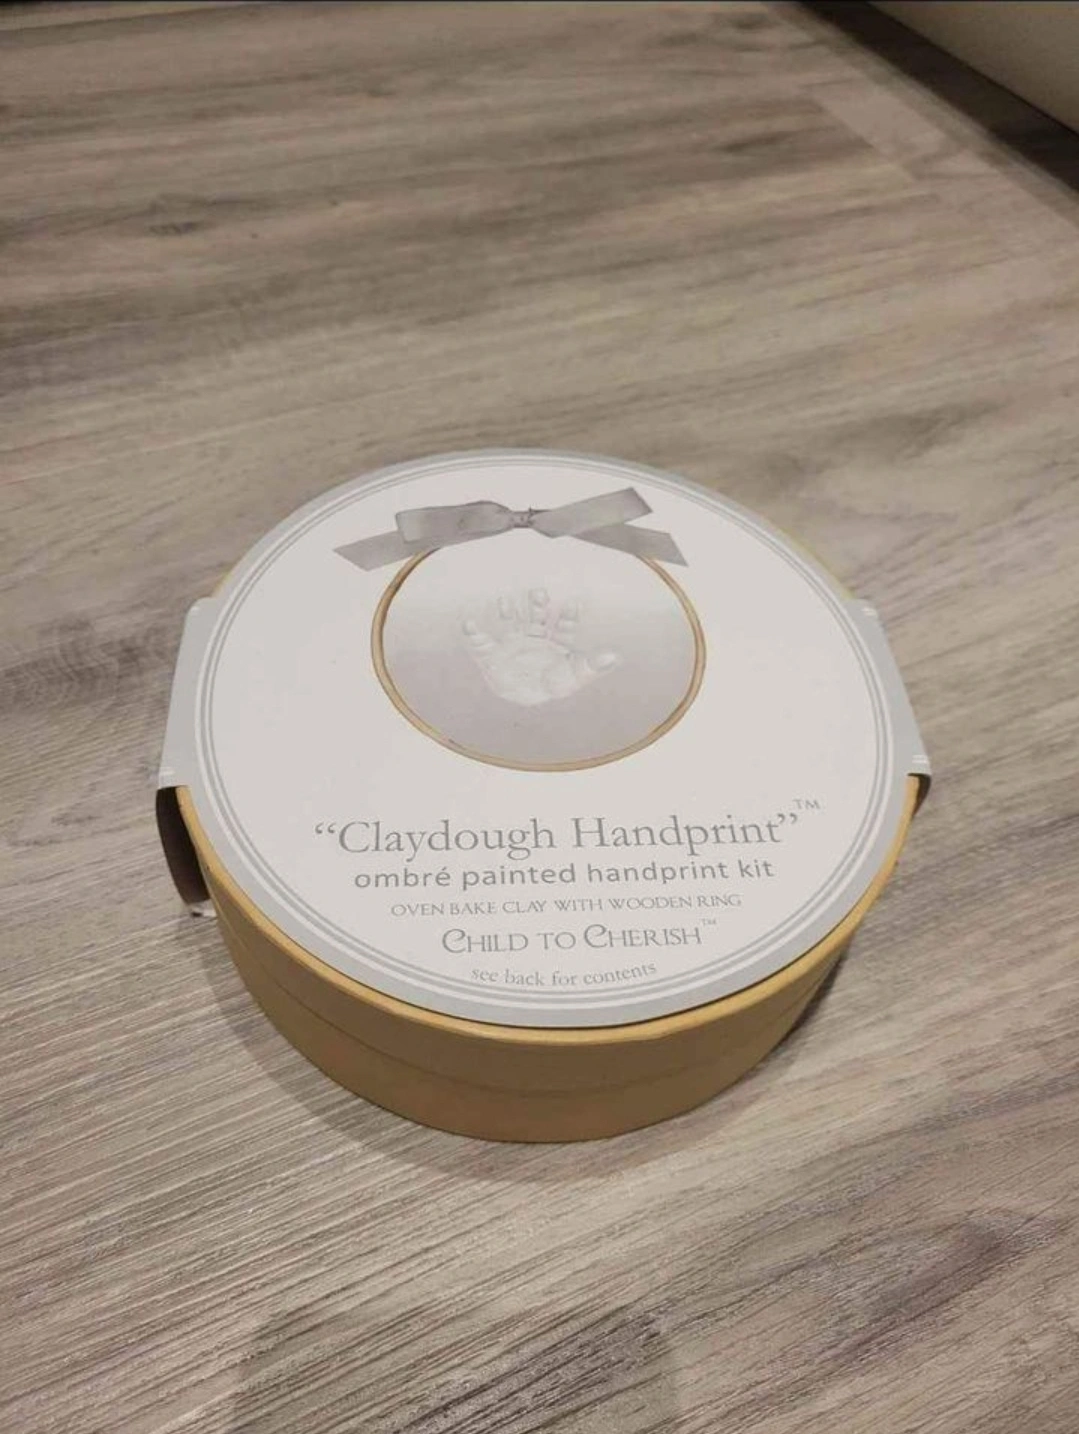 “Claydough Handprint”™
ombré painted handprint kit
OVEN BAKE CLAY WITH WOODEN RING
CHILD TO CHERISH™
see back for contents